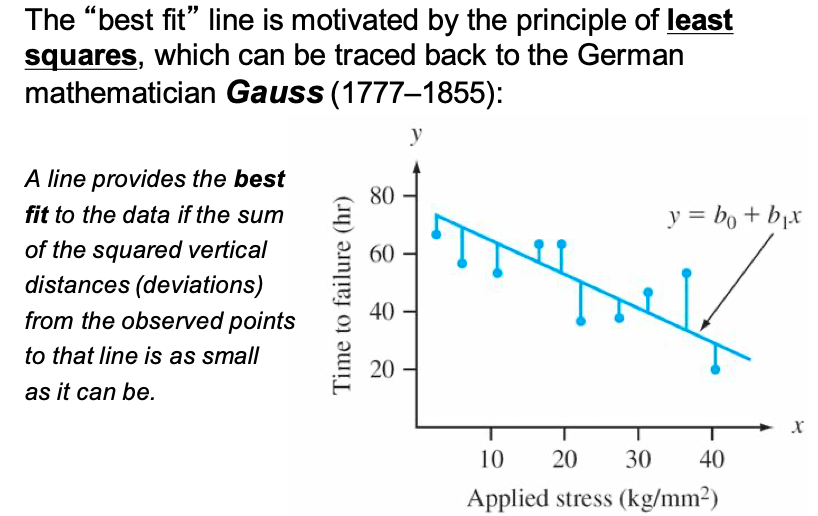 The “best fit” line is motivated by the principle of least
squares, which can be traced back to the German
mathematician Gauss (1777–1855):
A line provides the best
fit to the data if the sum
of the squared vertical
distances (deviations)
from the observed points
to that line is as small
as it can be.
y
Time to failure (hr)
80
60
40
20
y = b₀ + b₁x
x
10 20 30 40
Applied stress (kg/mm²)